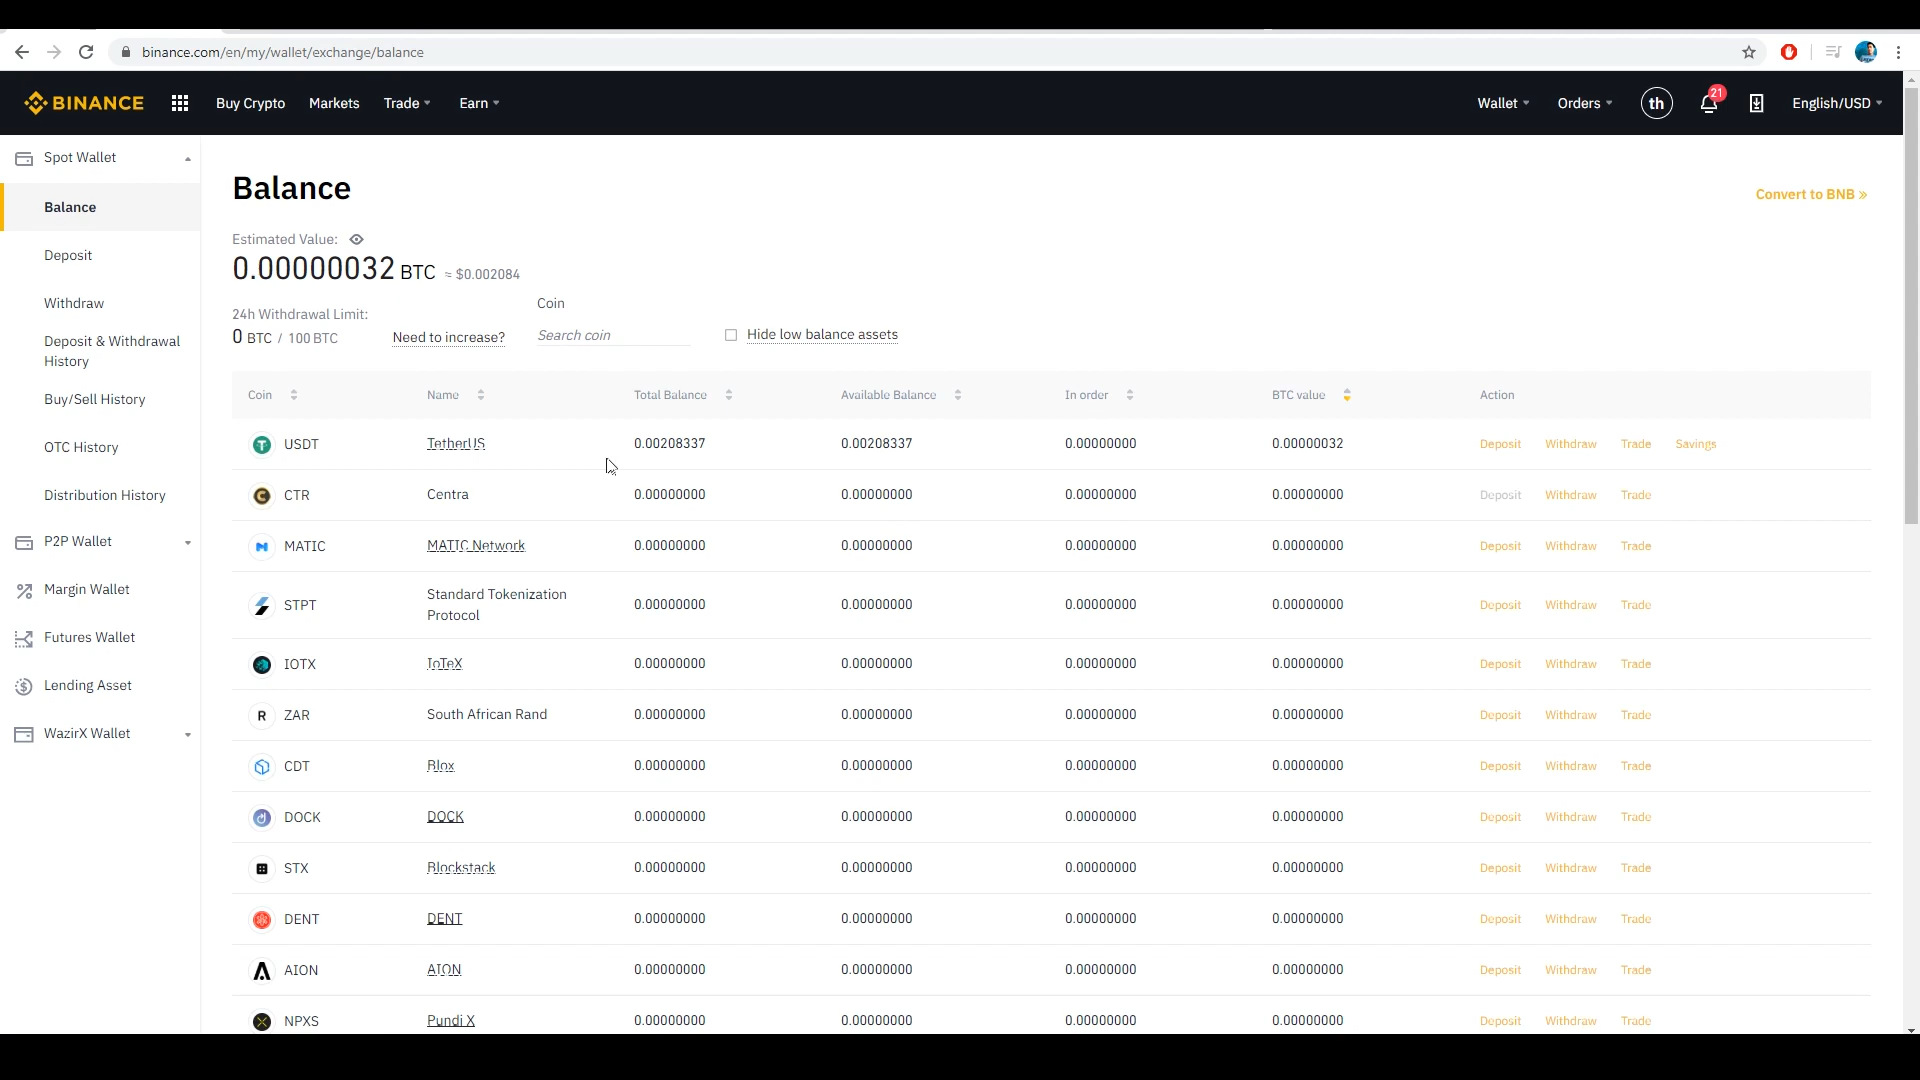 binance.com/en/my/wallet/exchange/balance
BINANCE Buy Crypto Markets Trade Earn Wallet Orders th 21 English/USD
Spot Wallet
Balance
Deposit
Withdraw
Deposit & Withdrawal
History
Buy/Sell History
OTC History
Distribution History
P2P Wallet
Margin Wallet
Futures Wallet
Lending Asset
WazirX Wallet
Balance
Convert to BNB »
Estimated Value:
0.00000032 BTC ≈ $0.002084
24h Withdrawal Limit:
0 BTC / 100 BTC Need to increase?
Coin
Search coin
Hide low balance assets
Coin Name Total Balance Available Balance In order BTC value Action
USDT TetherUS 0.00208337 0.00208337 0.00000000 0.00000032 Deposit Withdraw Trade Savings
CTR Centra 0.00000000 0.00000000 0.00000000 0.00000000 Deposit Withdraw Trade
MATIC MATIC Network 0.00000000 0.00000000 0.00000000 0.00000000 Deposit Withdraw Trade
STPT Standard Tokenization
Protocol 0.00000000 0.00000000 0.00000000 0.00000000 Deposit Withdraw Trade
IOTX IoTeX 0.00000000 0.00000000 0.00000000 0.00000000 Deposit Withdraw Trade
R ZAR South African Rand 0.00000000 0.00000000 0.00000000 0.00000000 Deposit Withdraw Trade
CDT Blox 0.00000000 0.00000000 0.00000000 0.00000000 Deposit Withdraw Trade
DOCK DOCK 0.00000000 0.00000000 0.00000000 0.00000000 Deposit Withdraw Trade
STX Blockstack 0.00000000 0.00000000 0.00000000 0.00000000 Deposit Withdraw Trade
DENT DENT 0.00000000 0.00000000 0.00000000 0.00000000 Deposit Withdraw Trade
AION AION 0.00000000 0.00000000 0.00000000 0.00000000 Deposit Withdraw Trade
NPXS Pundi X 0.00000000 0.00000000 0.00000000 0.00000000 Deposit Withdraw Trade